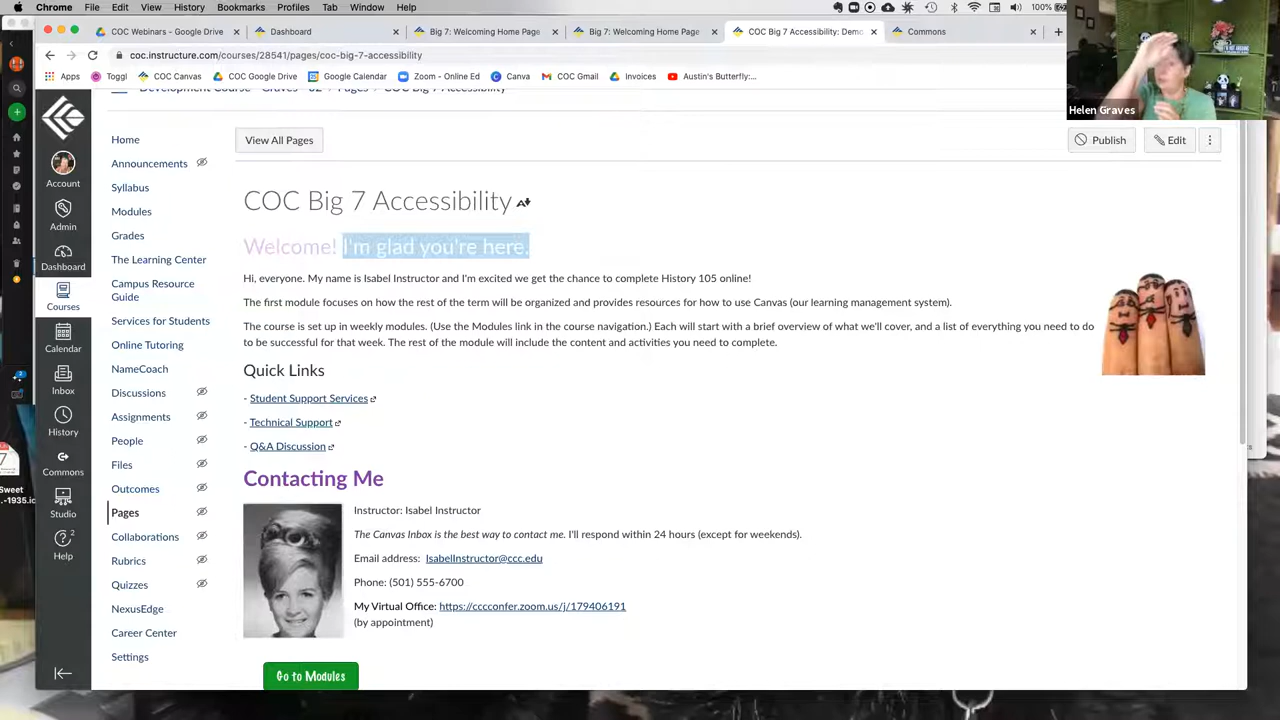 Chrome File Edit View History Bookmarks Profiles Tab Window Help 100%
COC Webinars - Google Drive
Dashboard
Big 7: Welcoming Home Page
Big 7: Welcoming Home Page
COC Big 7 Accessibility: Demo
Commons
coc.instructure.com/courses/28541/pages/coc-big-7-accessibility
Apps Toggl COC Canvas COC Google Drive Google Calendar Zoom - Online Ed Canva COC Gmail Invoices Austin's Butterfly:...
Helen Graves
Pages
COC Big 7 Accessibility
Account
Admin
Dashboard
Courses
Calendar
Inbox
History
Commons
Studio
2
Help
Home
Announcements
Syllabus
Modules
Grades
The Learning Center
Campus Resource
Guide
Services for Students
Online Tutoring
NameCoach
Discussions
Assignments
People
Files
Outcomes
Pages
Collaborations
Rubrics
Quizzes
NexusEdge
Career Center
Settings
View All Pages
Publish
Edit
COC Big 7 Accessibility
Welcome! I'm glad you're here.
Hi, everyone. My name is Isabel Instructor and I'm excited we get the chance to complete History 105 online!
The first module focuses on how the rest of the term will be organized and provides resources for how to use Canvas (our learning management system).
The course is set up in weekly modules. (Use the Modules link in the course navigation.) Each will start with a brief overview of what we'll cover, and a list of everything you need to do
to be successful for that week. The rest of the module will include the content and activities you need to complete.
Quick Links
- Student Support Services
- Technical Support
- Q&A Discussion
Contacting Me
Instructor: Isabel Instructor
The Canvas Inbox is the best way to contact me. I'll respond within 24 hours (except for weekends).
Email address: IsabelInstructor@ccc.edu
Phone: (501) 555-6700
My Virtual Office: https://cccconfer.zoom.us/j/179406191
(by appointment)
Go to Modules
Sweet
.-1935.ic